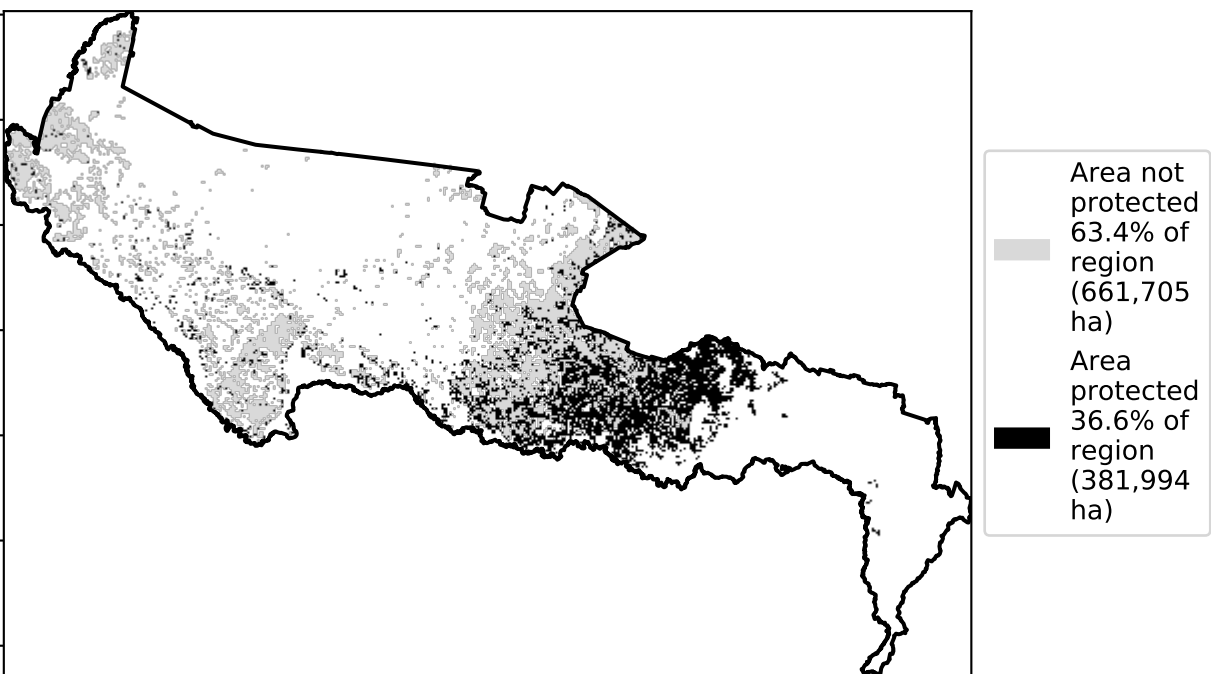 Area not
protected
63.4% of
region
(661,705
ha)
Area
protected
36.6% of
region
(381,994
ha)